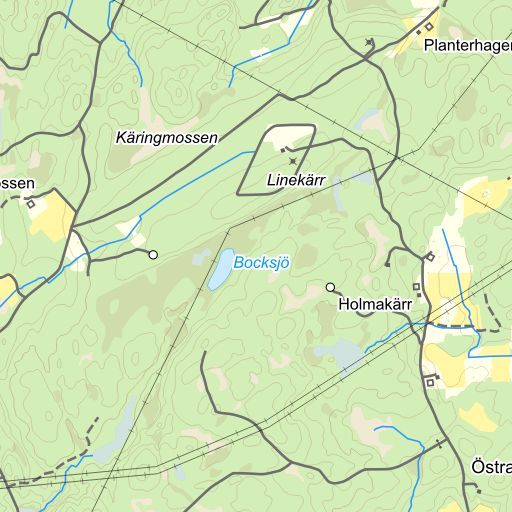 Planterhagen
Käringmossen
Linekärr
ossen
Bocksjö
Holmakärr
Östra